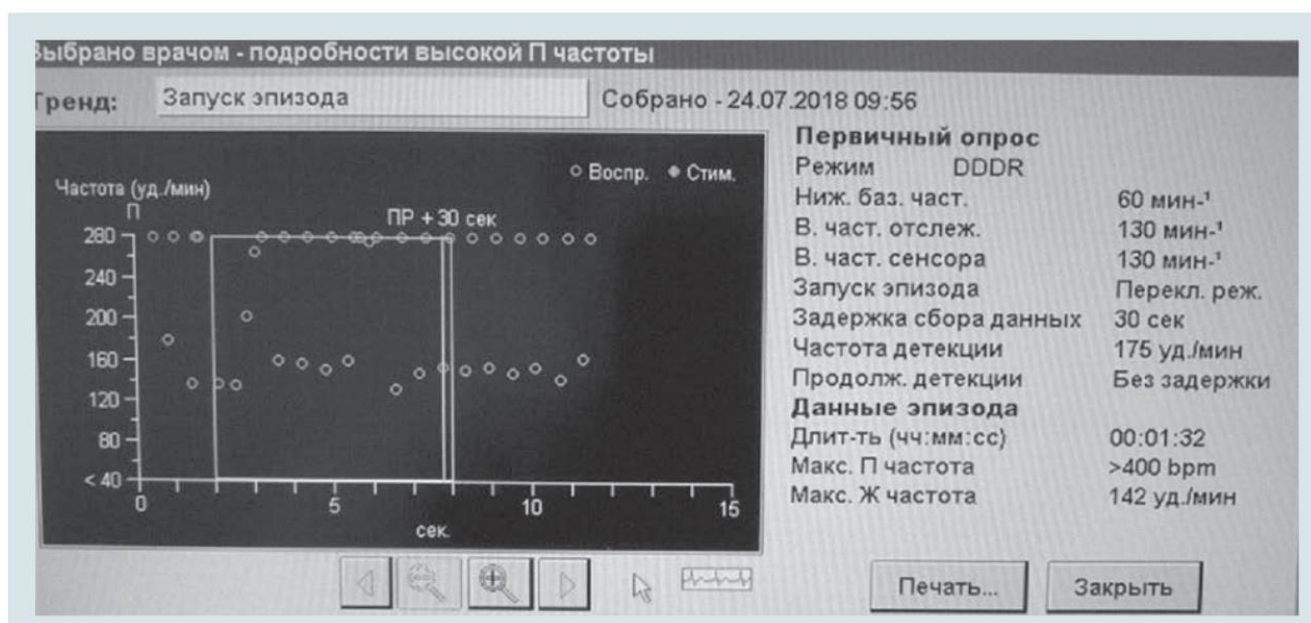 Выбрано врачом - подробности высокой П частоты
Тренд: Запуск эпизода Собрано - 24.07.2018 09:56
Первичный опрос
Режим DDDR
Ниж. баз. част. 60 мин-¹
В. част. отслеж. 130 мин-¹
В. част. сенсора 130 мин-¹
Запуск эпизода Перекл. реж.
Задержка сбора данных 30 сек
Частота детекции 175 уд./мин
Продолж. детекции Без задержки
Данные эпизода
Длит-ть (чч:мм:сс) 00:01:32
Макс. П частота >400 bpm
Макс. Ж частота 142 уд./мин
Воспр. Стим.
Частота (уд./мин)
П
ПР + 30 сек
280
240
200
160
120
80
< 40
0 5 10 15
сек.
Печать... Закрыть